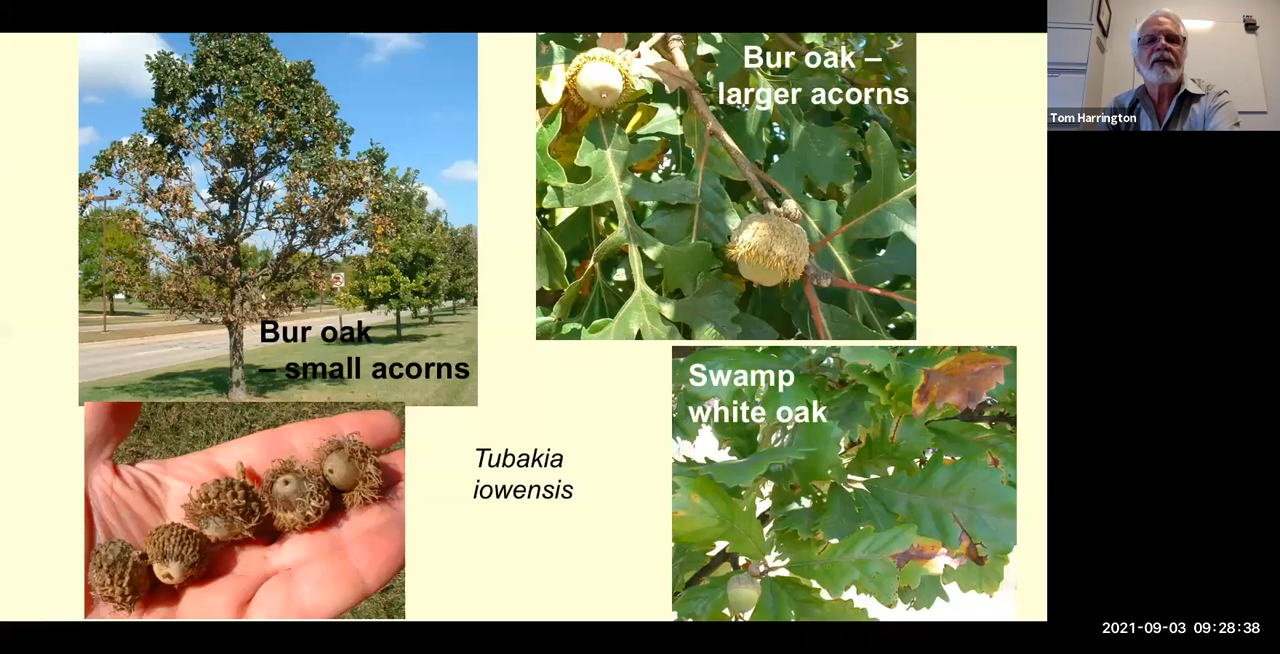 Bur oak
– small acorns
Bur oak –
larger acorns
Tom Harrington
Swamp
white oak
Tubakia
iowensis
2021-09-03 09:28:38